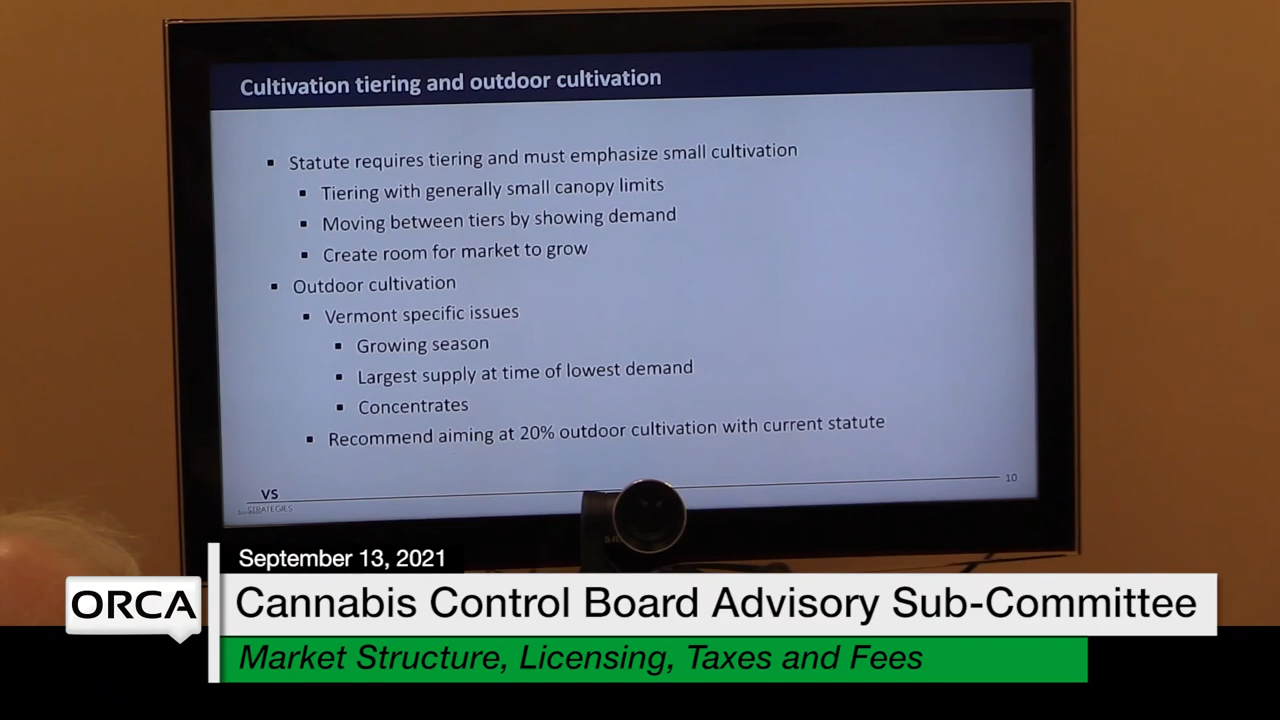 Cultivation tiering and outdoor cultivation
▪ Statute requires tiering and must emphasize small cultivation
▪ Tiering with generally small canopy limits
▪ Moving between tiers by showing demand
▪ Create room for market to grow
▪ Outdoor cultivation
▪ Vermont specific issues
▪ Growing season
▪ Largest supply at time of lowest demand
▪ Concentrates
▪ Recommend aiming at 20% outdoor cultivation with current statute
10
VS
STRATEGIES
September 13, 2021
ORCA
Cannabis Control Board Advisory Sub-Committee
Market Structure, Licensing, Taxes and Fees